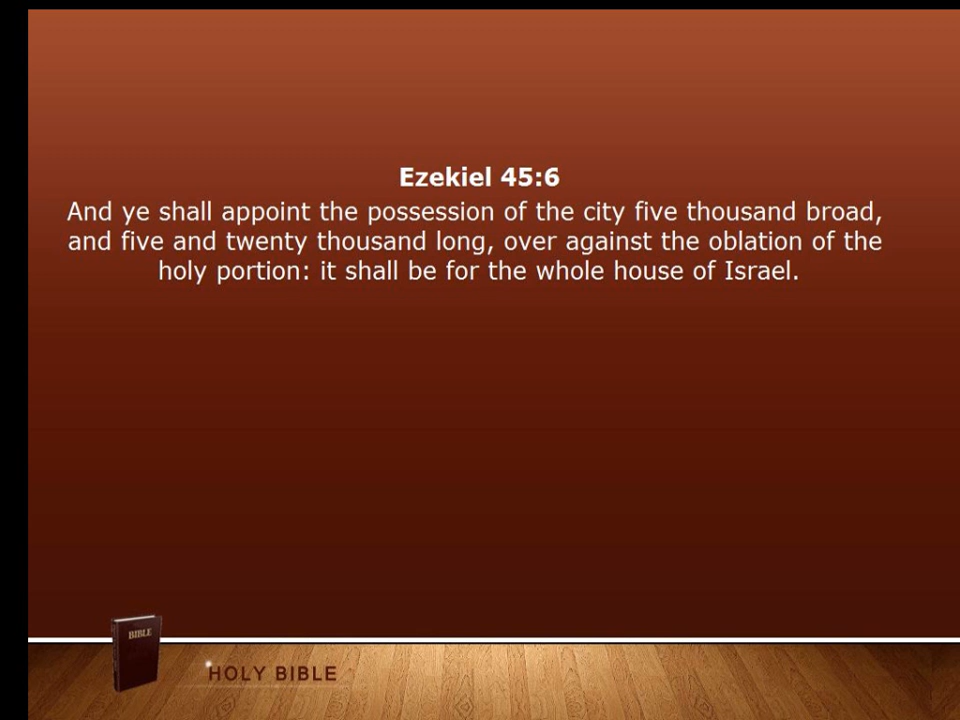 Ezekiel 45:6
And ye shall appoint the possession of the city five thousand broad,
and five and twenty thousand long, over against the oblation of the
holy portion: it shall be for the whole house of Israel.
BIBLE
HOLY BIBLE